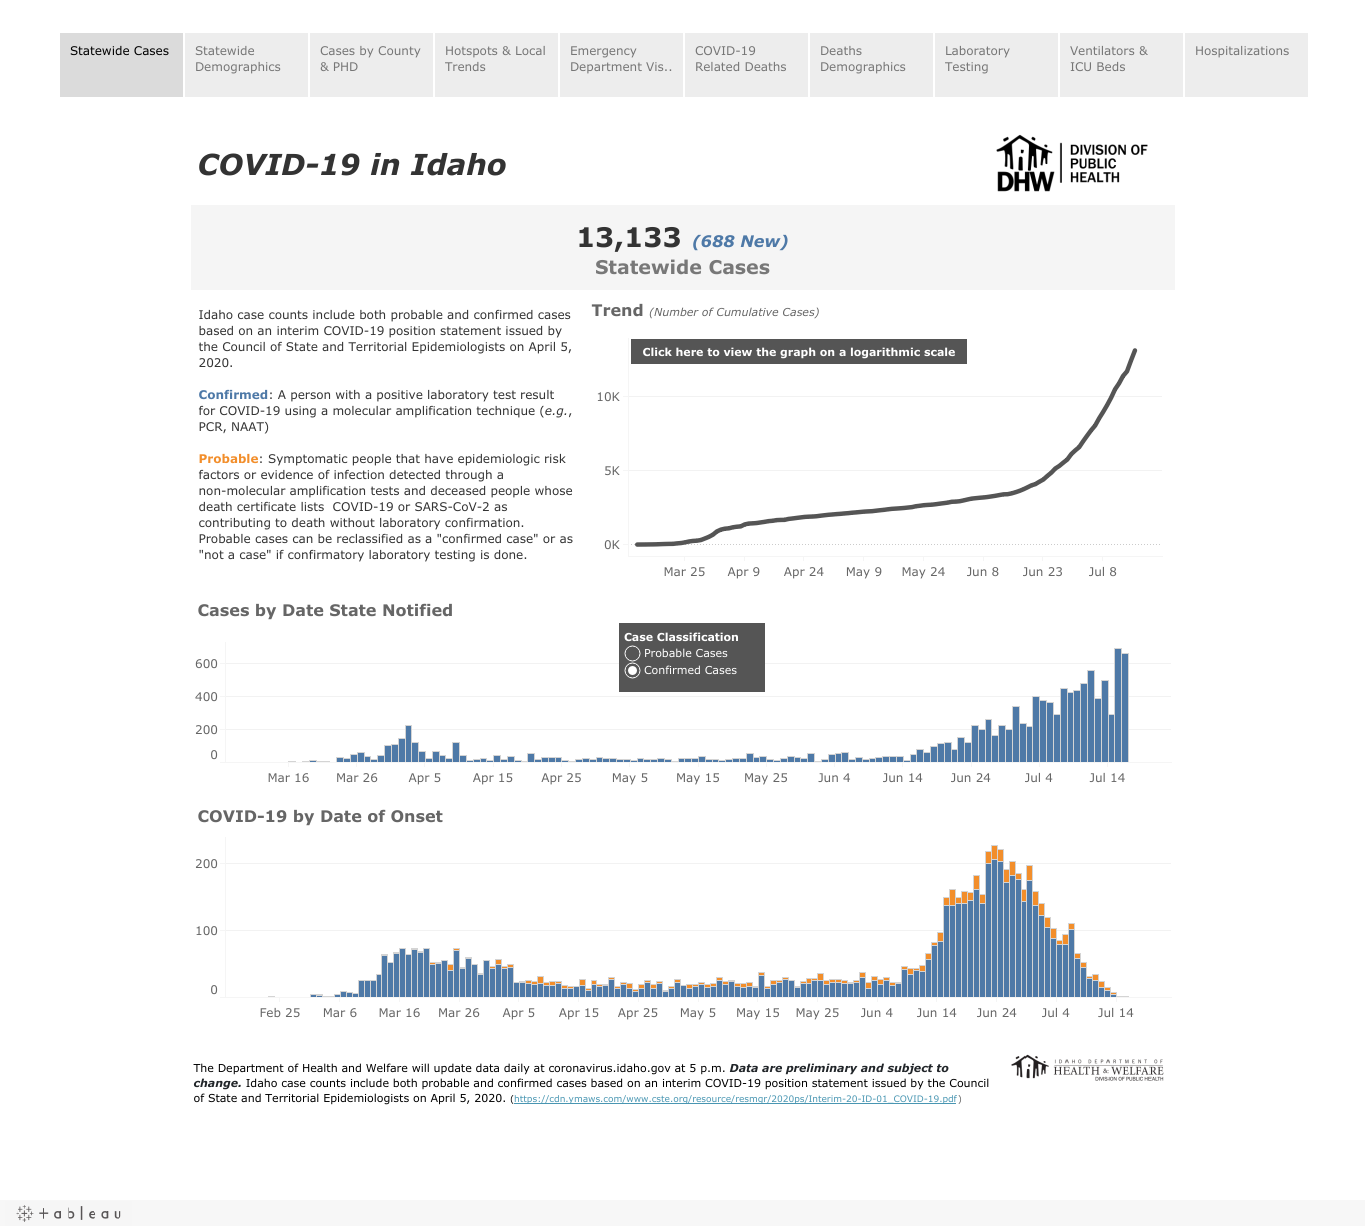 Statewide Cases
Statewide
Demographics
Cases by County
& PHD
Hotspots & Local
Trends
Emergency
Department Vis..
COVID-19
Related Deaths
Deaths
Demographics
Laboratory
Testing
Ventilators &
ICU Beds
Hospitalizations
COVID-19 in Idaho
DHW
DIVISION OF
PUBLIC
HEALTH
13,133 (688 New)
Statewide Cases
Idaho case counts include both probable and confirmed cases
based on an interim COVID-19 position statement issued by
the Council of State and Territorial Epidemiologists on April 5,
2020.
Confirmed: A person with a positive laboratory test result
for COVID-19 using a molecular amplification technique (e.g.,
PCR, NAAT)
Probable: Symptomatic people that have epidemiologic risk
factors or evidence of infection detected through a
non-molecular amplification tests and deceased people whose
death certificate lists  COVID-19 or SARS-CoV-2 as
contributing to death without laboratory confirmation.
Probable cases can be reclassified as a "confirmed case" or as
"not a case" if confirmatory laboratory testing is done.
Trend (Number of Cumulative Cases)
Click here to view the graph on a logarithmic scale
10K
5K
0K
Mar 25 Apr 9 Apr 24 May 9 May 24 Jun 8 Jun 23 Jul 8
Cases by Date State Notified
Case Classification
Probable Cases
Confirmed Cases
600
400
200
0
Mar 16 Mar 26 Apr 5 Apr 15 Apr 25 May 5 May 15 May 25 Jun 4 Jun 14 Jun 24 Jul 4 Jul 14
COVID-19 by Date of Onset
200
100
0
Feb 25 Mar 6 Mar 16 Mar 26 Apr 5 Apr 15 Apr 25 May 5 May 15 May 25 Jun 4 Jun 14 Jun 24 Jul 4 Jul 14
The Department of Health and Welfare will update data daily at coronavirus.idaho.gov at 5 p.m. Data are preliminary and subject to
change. Idaho case counts include both probable and confirmed cases based on an interim COVID-19 position statement issued by the Council
of State and Territorial Epidemiologists on April 5, 2020. (https://cdn.ymaws.com/www.cste.org/resource/resmgr/2020ps/Interim-20-ID-01_COVID-19.pdf)
IDAHO DEPARTMENT OF
HEALTH & WELFARE
DIVISION OF PUBLIC HEALTH
+ableau